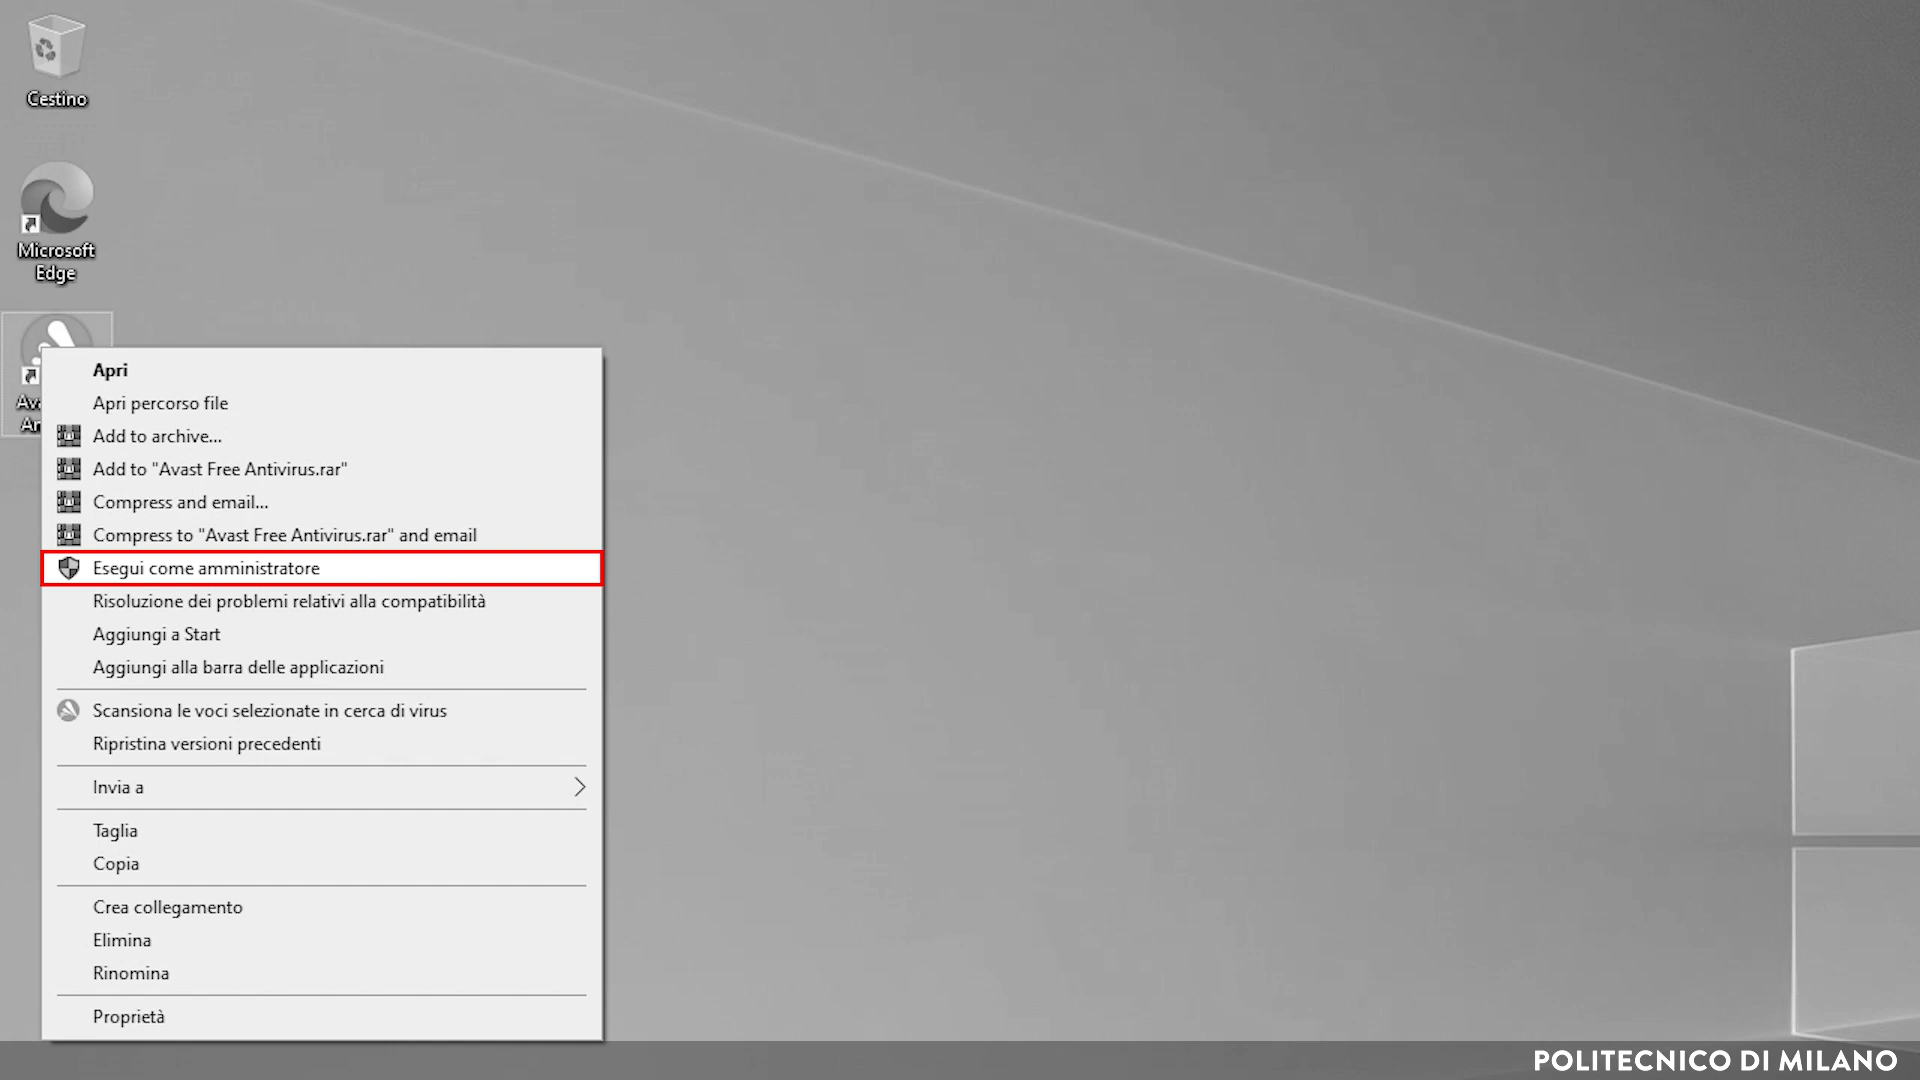 Cestino
Microsoft
Edge
Apri
Apri percorso file
Add to archive...
Add to "Avast Free Antivirus.rar"
Compress and email...
Compress to "Avast Free Antivirus.rar" and email
Esegui come amministratore
Risoluzione dei problemi relativi alla compatibilità
Aggiungi a Start
Aggiungi alla barra delle applicazioni
Scansiona le voci selezionate in cerca di virus
Ripristina versioni precedenti
Invia a
Taglia
Copia
Crea collegamento
Elimina
Rinomina
Proprietà
POLITECNICO DI MILANO